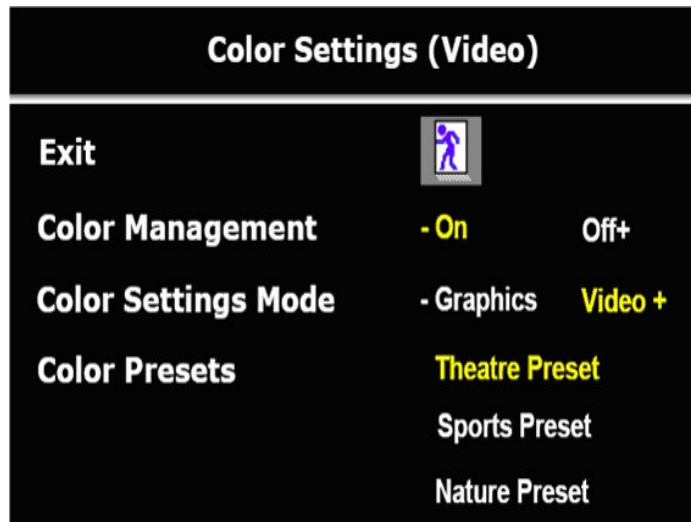 Color Settings (Video)
Exit
Color Management - On Off+
Color Settings Mode - Graphics Video +
Color Presets Theatre Preset
Sports Preset
Nature Preset